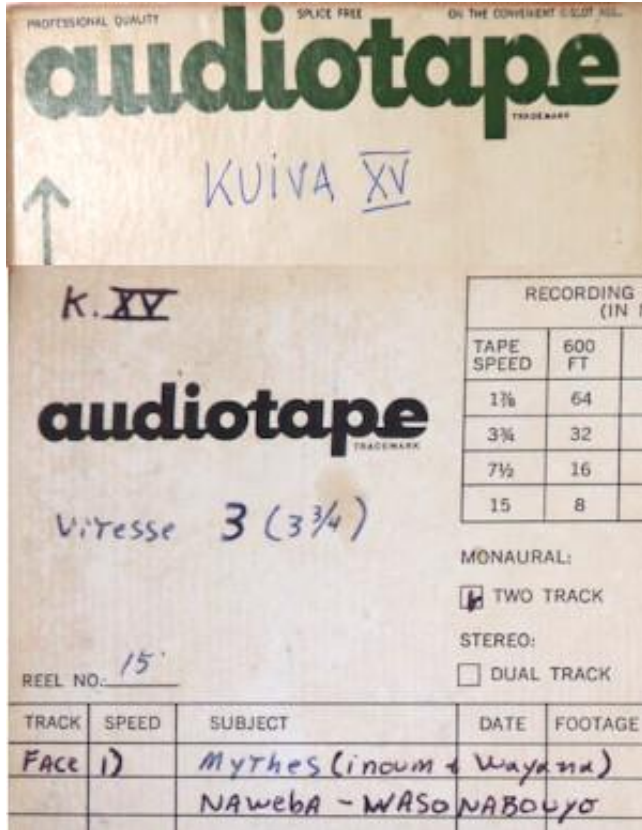 PROFESSIONAL QUALITY
SPLICE FREE
ON THE CONVENIENT C-SLOT REEL
audiotape
TRADEMARK
KUiVA XV
K. XV
audiotape
TRADEMARK
Vitesse 3 (3¾)
REEL NO. 15
RECORDING
(IN
TAPE SPEED 600 FT
1⅞ 64
3¾ 32
7½ 16
15 8
MONAURAL:
TWO TRACK
STEREO:
DUAL TRACK
TRACK SPEED SUBJECT DATE FOOTAGE
FACE 1) Mythes (inoum & Wayana)
NAWEBA - WASONABOUYO